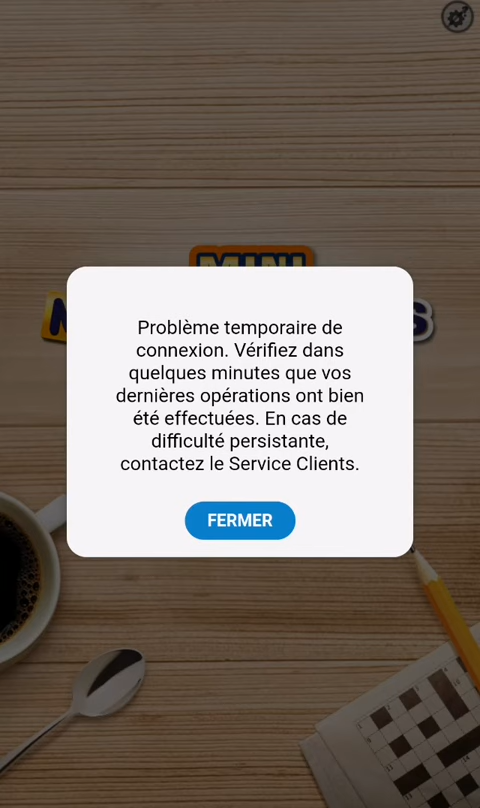 MINI
Problème temporaire de
connexion. Vérifiez dans
quelques minutes que vos
dernières opérations ont bien
été effectuées. En cas de
difficulté persistante,
contactez le Service Clients.
FERMER